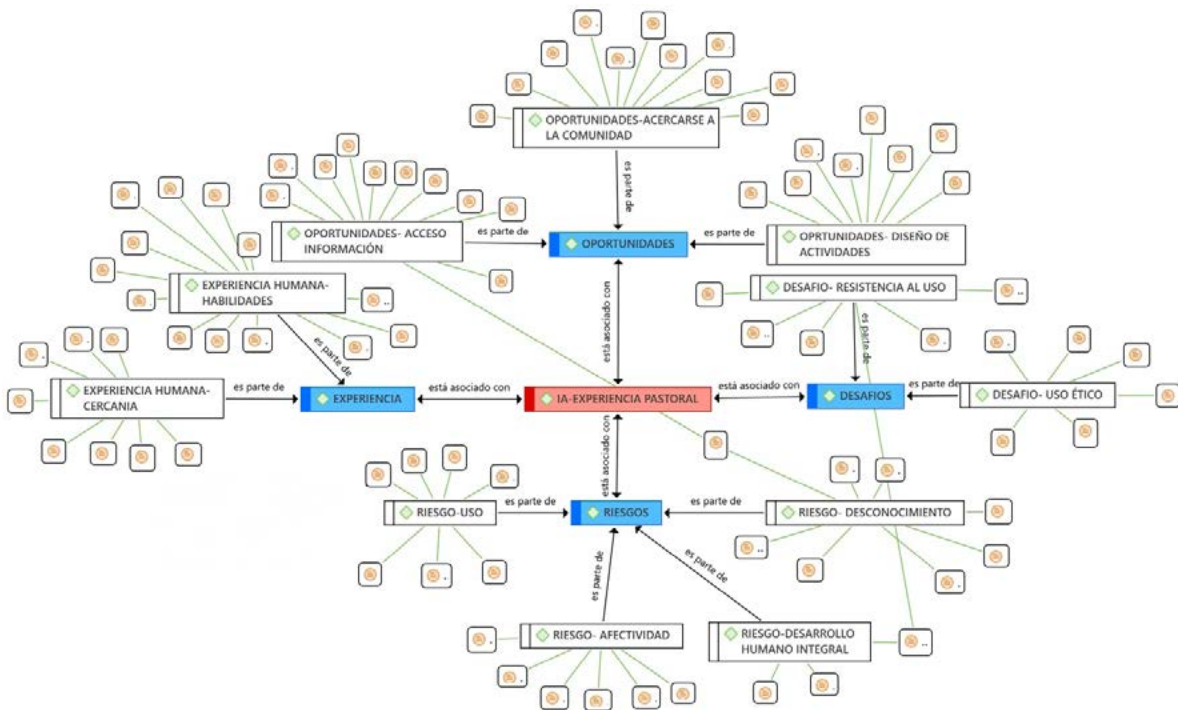 OPORTUNIDADES-ACERCARSE A
LA COMUNIDAD
es parte de
OPORTUNIDADES- ACCESO
INFORMACIÓN
es parte de
OPORTUNIDADES
es parte de
OPRTUNIDADES- DISEÑO DE
ACTIVIDADES
EXPERIENCIA HUMANA-
HABILIDADES
DESAFIO- RESISTENCIA AL USO
es parte de
está asociado con
es parte de
EXPERIENCIA HUMANA-
CERCANIA
es parte de
EXPERIENCIA
está asociado con
IA-EXPERIENCIA PASTORAL
está asociado con
DESAFIOS
es parte de
DESAFIO- USO ÉTICO
está asociado con
RIESGO-USO
es parte de
RIESGOS
es parte de
RIESGO- DESCONOCIMIENTO
es parte de
es parte de
RIESGO- AFECTIVIDAD
RIESGO-DESARROLLO
HUMANO INTEGRAL